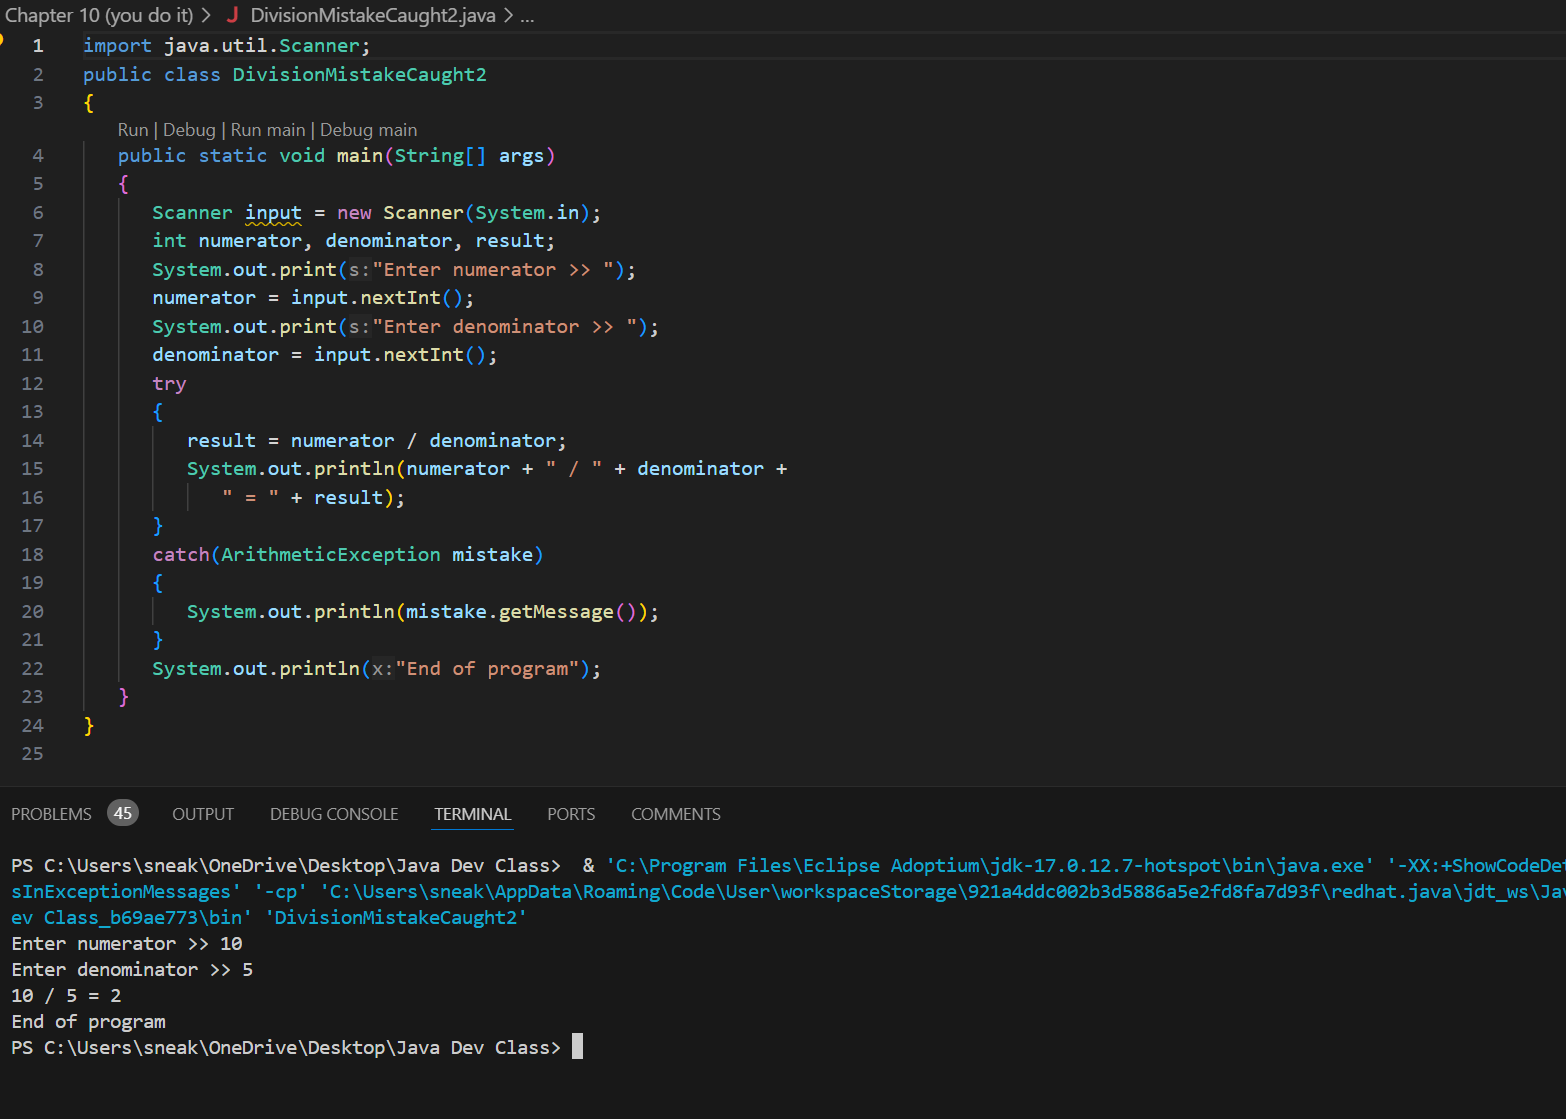 Chapter 10 (you do it) > J DivisionMistakeCaught2.java > ...
1 import java.util.Scanner;
2 public class DivisionMistakeCaught2
3 {
Run | Debug | Run main | Debug main
4 public static void main(String[] args)
5 {
6 Scanner input = new Scanner(System.in);
7 int numerator, denominator, result;
8 System.out.print(s:"Enter numerator >> ");
9 numerator = input.nextInt();
10 System.out.print(s:"Enter denominator >> ");
11 denominator = input.nextInt();
12 try
13 {
14 result = numerator / denominator;
15 System.out.println(numerator + " / " + denominator +
16 " = " + result);
17 }
18 catch(ArithmeticException mistake)
19 {
20 System.out.println(mistake.getMessage());
21 }
22 System.out.println(x:"End of program");
23 }
24 }
25
PROBLEMS 45 OUTPUT DEBUG CONSOLE TERMINAL PORTS COMMENTS
PS C:\Users\sneak\OneDrive\Desktop\Java Dev Class> & 'C:\Program Files\Eclipse Adoptium\jdk-17.0.12.7-hotspot\bin\java.exe' '-XX:+ShowCodeDet
sInExceptionMessages' '-cp' 'C:\Users\sneak\AppData\Roaming\Code\User\workspaceStorage\921a4ddc002b3d5886a5e2fd8fa7d93f\redhat.java\jdt_ws\Jav
ev Class_b69ae773\bin' 'DivisionMistakeCaught2'
Enter numerator >> 10
Enter denominator >> 5
10 / 5 = 2
End of program
PS C:\Users\sneak\OneDrive\Desktop\Java Dev Class>